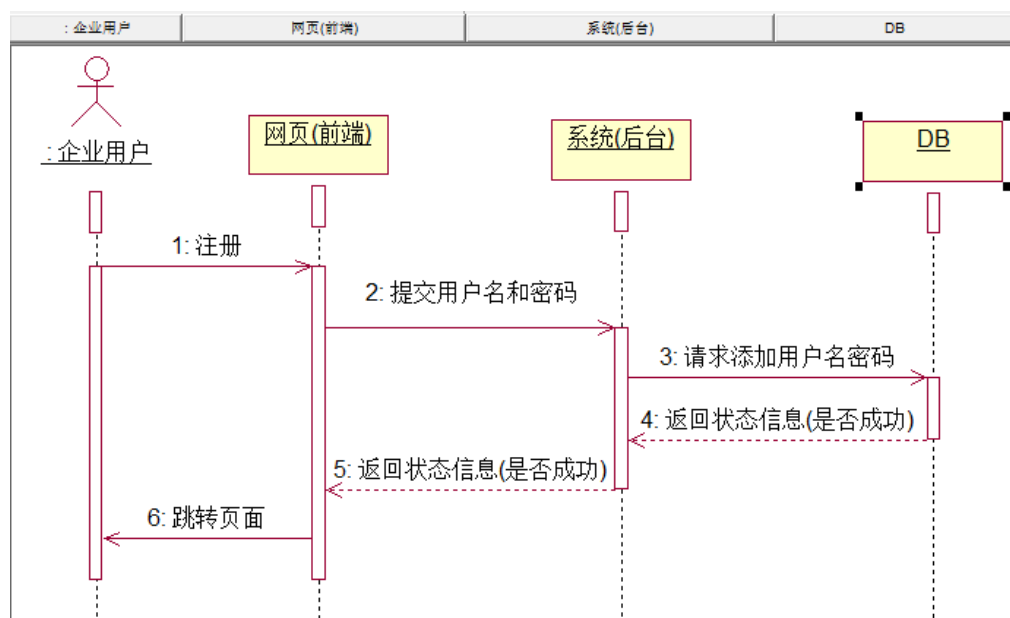 : 企业用户
网页(前端)
系统(后台)
DB
: 企业用户
网页(前端)
系统(后台)
DB
1: 注册
2: 提交用户名和密码
3: 请求添加用户名密码
4: 返回状态信息(是否成功)
5: 返回状态信息(是否成功)
6: 跳转页面